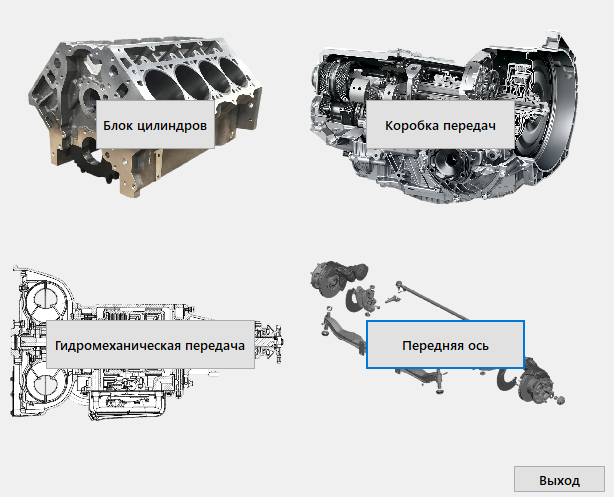 Блок цилиндров
Коробка передач
Гидромеханическая передача
Передняя ось
Выход